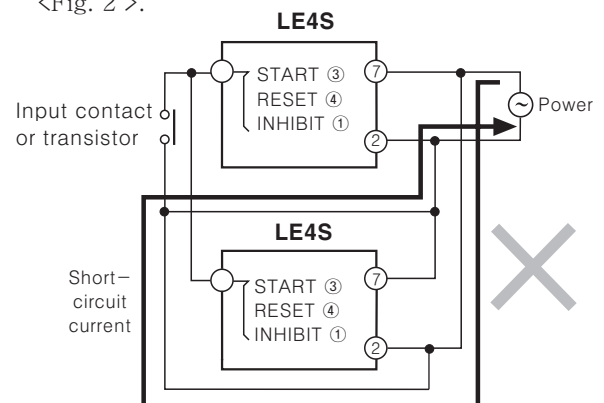 <Fig. 2 >.
LE4S
START ③
RESET ④
INHIBIT ①
⑦
②
Input contact
or transistor
~
Power
LE4S
START ③
RESET ④
INHIBIT ①
⑦
②
Short-
circuit
current